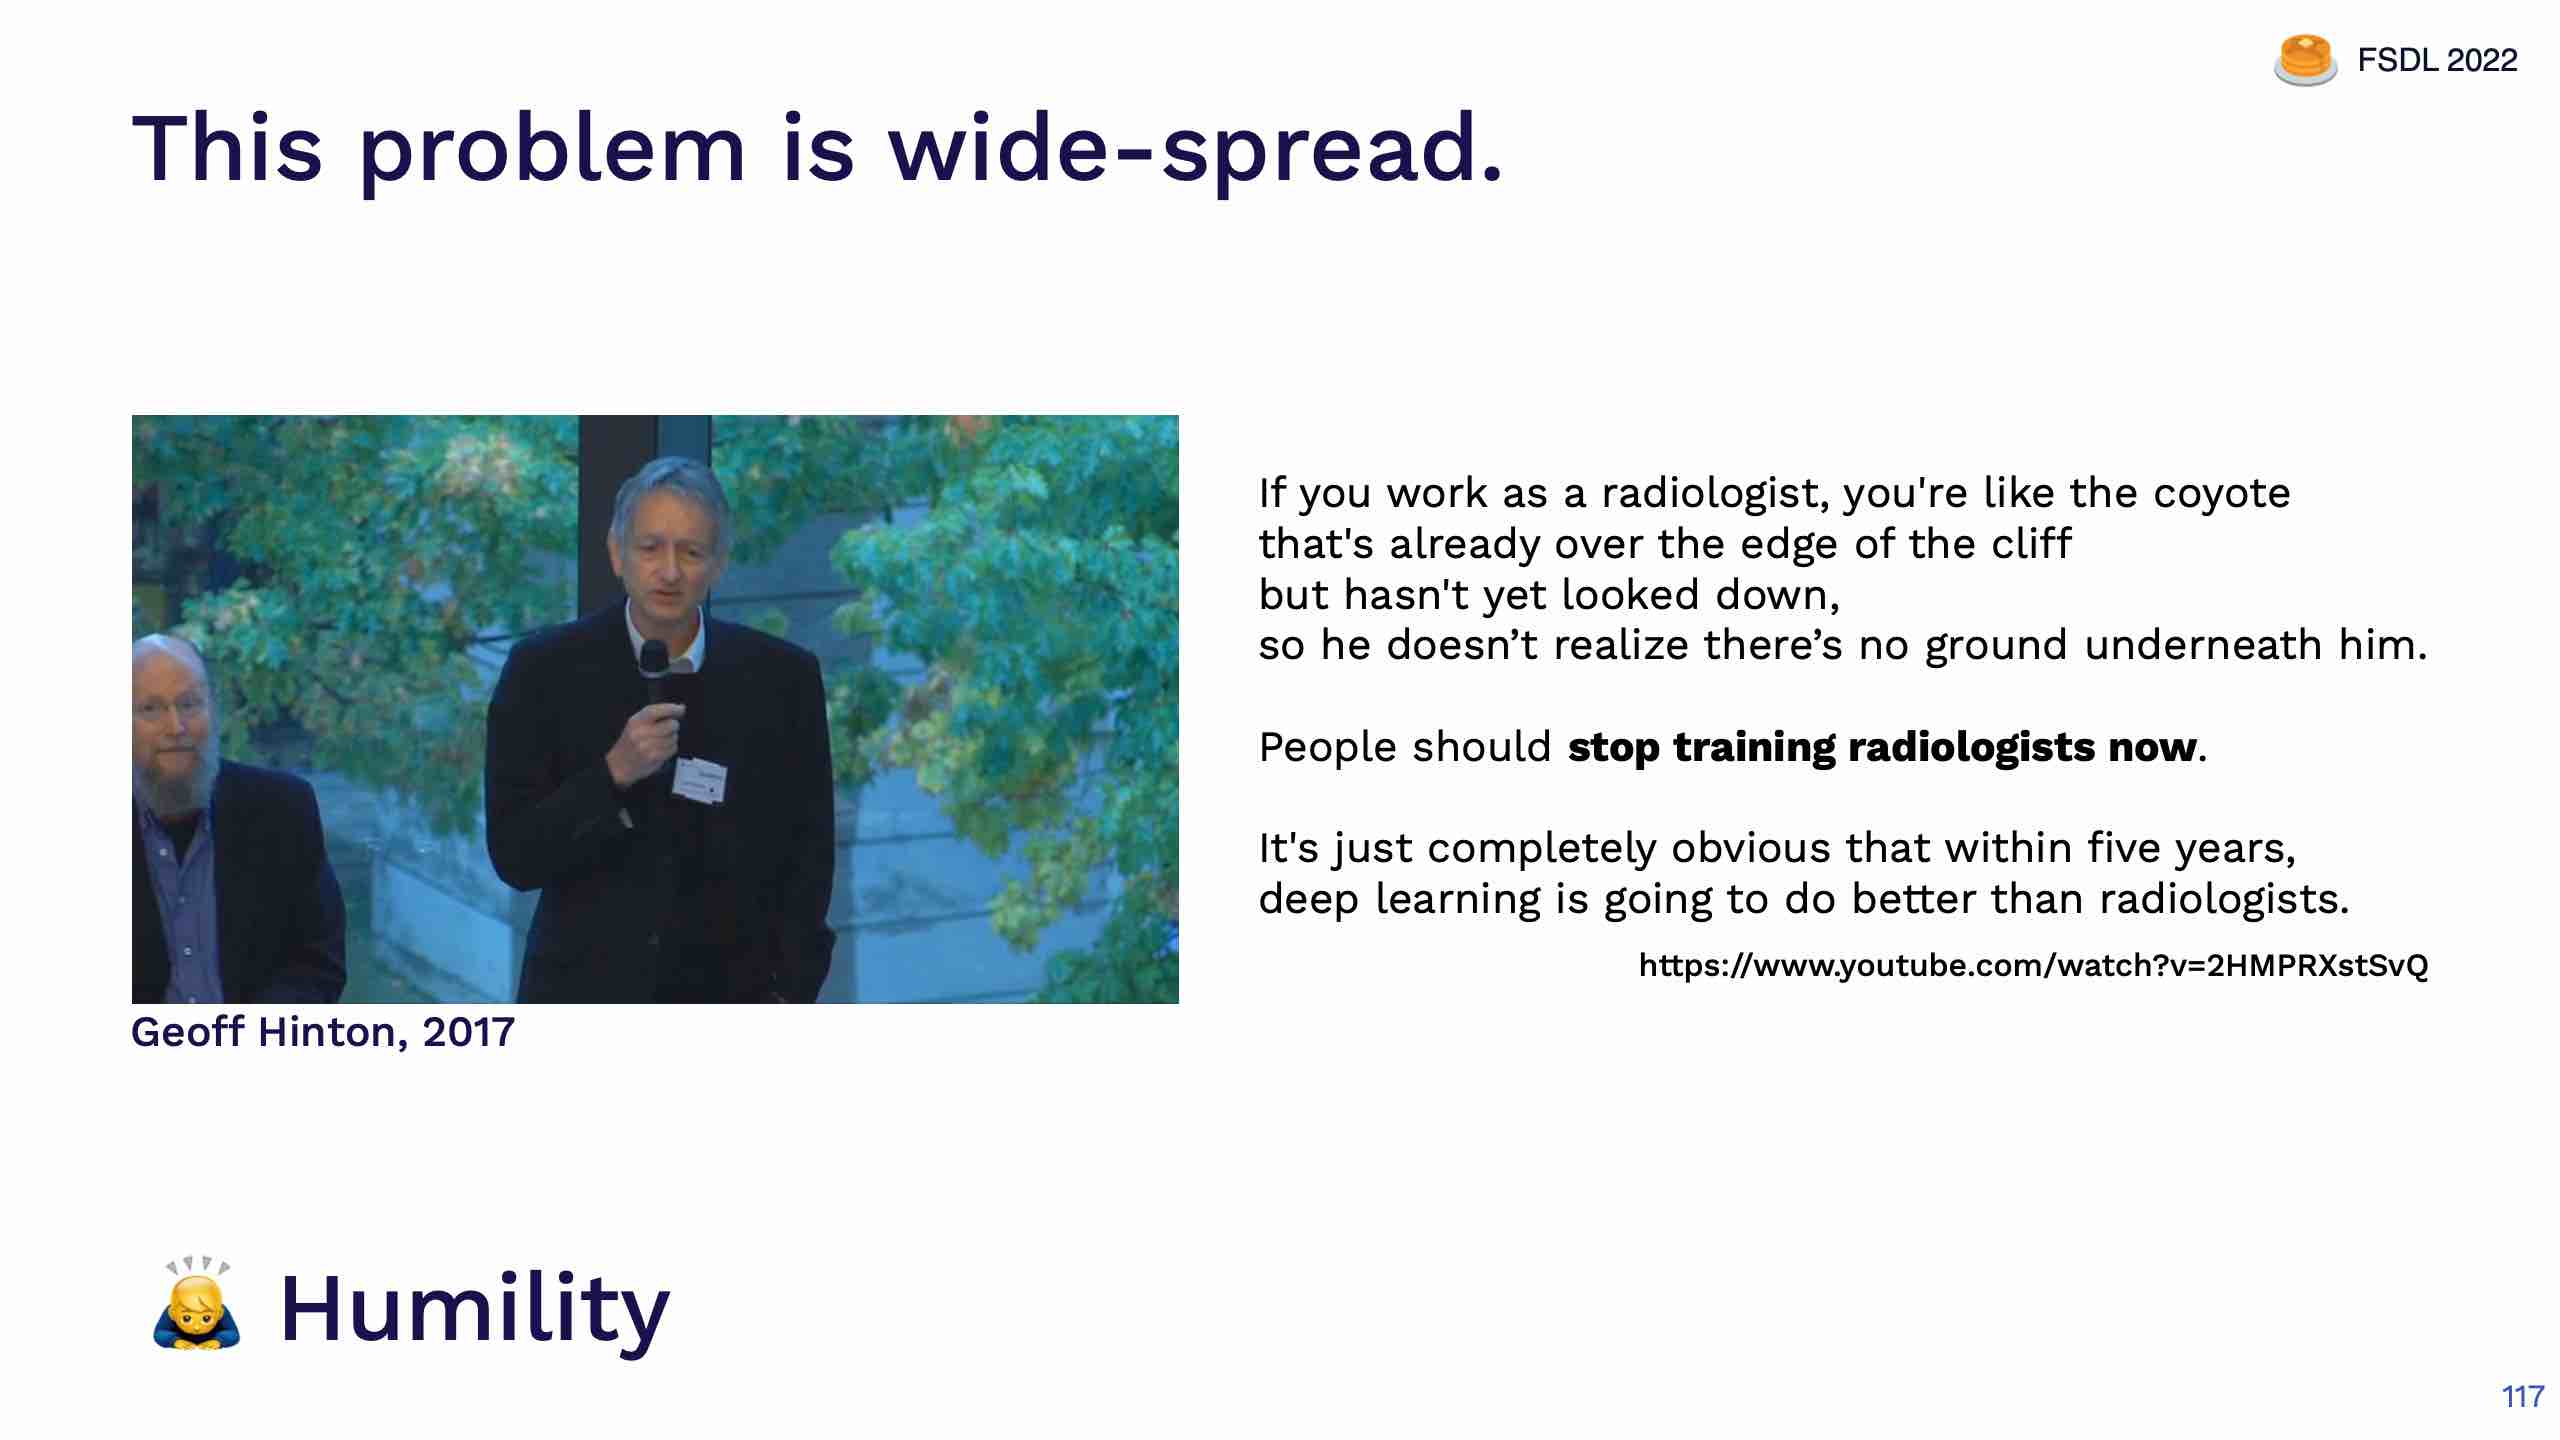 FSDL 2022
This problem is wide-spread.
If you work as a radiologist, you're like the coyote
that's already over the edge of the cliff
but hasn't yet looked down,
so he doesn’t realize there’s no ground underneath him.
People should stop training radiologists now.
It's just completely obvious that within five years,
deep learning is going to do better than radiologists.
https://www.youtube.com/watch?v=2HMPRXstSvQ
Geoff Hinton, 2017
Humility
117